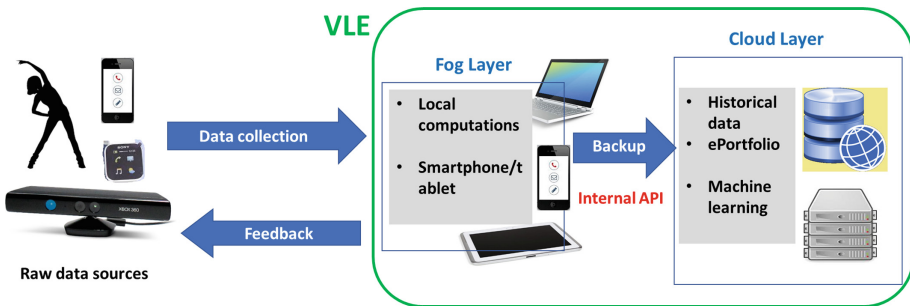 VLE
Cloud Layer
Fog Layer
• Local
computations
• Smartphone/t
ablet
• Historical
data
• ePortfolio
• Machine
learning
Data collection
Backup
Internal API
Feedback
SONY
XBOX 360
Raw data sources